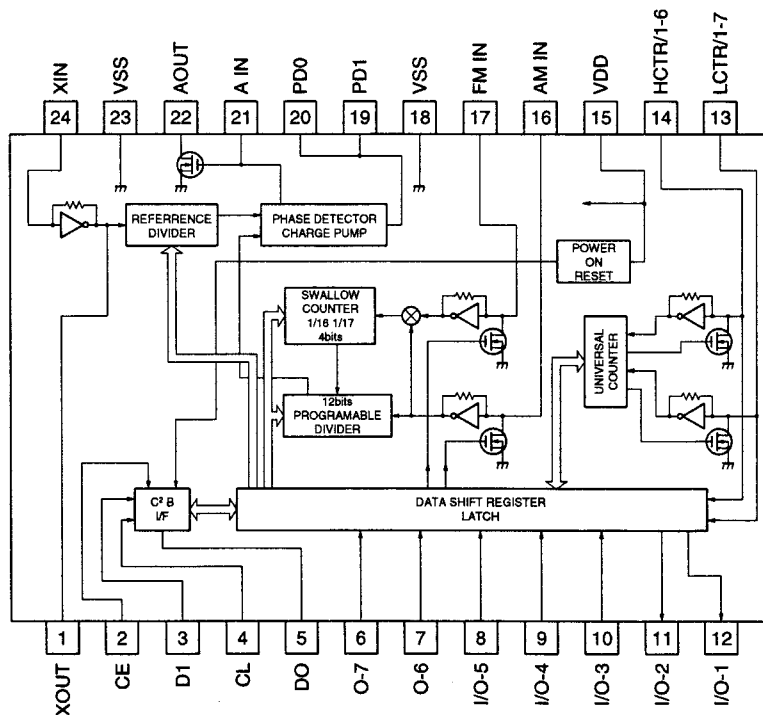 XIN
VSS
AOUT
A IN
PD0
PD1
VSS
FM IN
AM IN
VDD
HCTR/1-6
LCTR/1-7
24
23
22
21
20
19
18
17
16
15
14
13
REFERRENCE
DIVIDER
PHASE DETECTOR
CHARGE PUMP
POWER
ON
RESET
SWALLOW
COUNTER
1/16 1/17
4bits
UNIVERSAL
COUNTER
12bits
PROGRAMABLE
DIVIDER
C² B
I/F
DATA SHIFT REGISTER
LATCH
1
2
3
4
5
6
7
8
9
10
11
12
XOUT
CE
D1
CL
DO
O-7
O-6
I/O-5
I/O-4
I/O-3
I/O-2
I/O-1